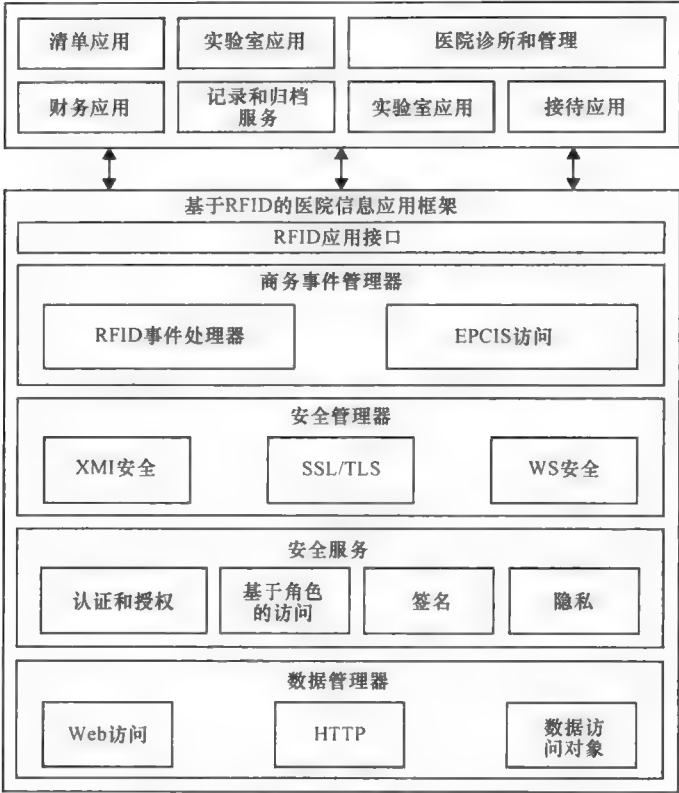 清单应用
实验室应用
医院诊所和管理
财务应用
记录和归档
服务
实验室应用
接待应用
基于RFID的医院信息应用框架
RFID应用接口
商务事件管理器
RFID事件处理器
EPCIS访问
安全管理器
XMI安全
SSL/TLS
WS安全
安全服务
认证和授权
基于角色
的访问
签名
隐私
数据管理器
Web访问
HTTP
数据访
问对象